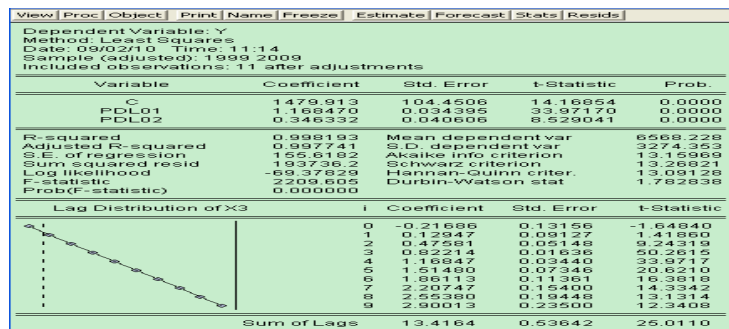 View Proc Object Print Name Freeze Estimate Forecast Stats Resids
Dependent Variable: Y
Method: Least Squares
Date: 09/02/10 Time: 11:14
Sample (adjusted): 1999 2009
Included observations: 11 after adjustments
Variable Coefficient Std. Error t-Statistic Prob.
C 1479.913 104.4506 14.16854 0.0000
PDL01 1.168470 0.034395 33.97170 0.0000
PDL02 0.346332 0.040606 8.529041 0.0000
R-squared 0.998193 Mean dependent var 6568.228
Adjusted R-squared 0.997741 S.D. dependent var 3274.353
S.E. of regression 155.6182 Akaike info criterion 13.15969
Sum squared resid 193736.2 Schwarz criterion 13.26821
Log likelihood -69.37829 Hannan-Quinn criter. 13.09128
F-statistic 2209.605 Durbin-Watson stat 1.782838
Prob(F-statistic) 0.000000
Lag Distribution of X3 i Coefficient Std. Error t-Statistic
0 -0.21686 0.13156 -1.64840
1 0.12947 0.09127 1.41860
2 0.47581 0.05148 9.24319
3 0.82214 0.01636 50.2615
4 1.16847 0.03440 33.9717
5 1.51480 0.07346 20.6210
6 1.86113 0.11361 16.3818
7 2.20747 0.15400 14.3342
8 2.55380 0.19448 13.1314
9 2.90013 0.23500 12.3408
Sum of Lags 13.4164 0.53642 25.0110